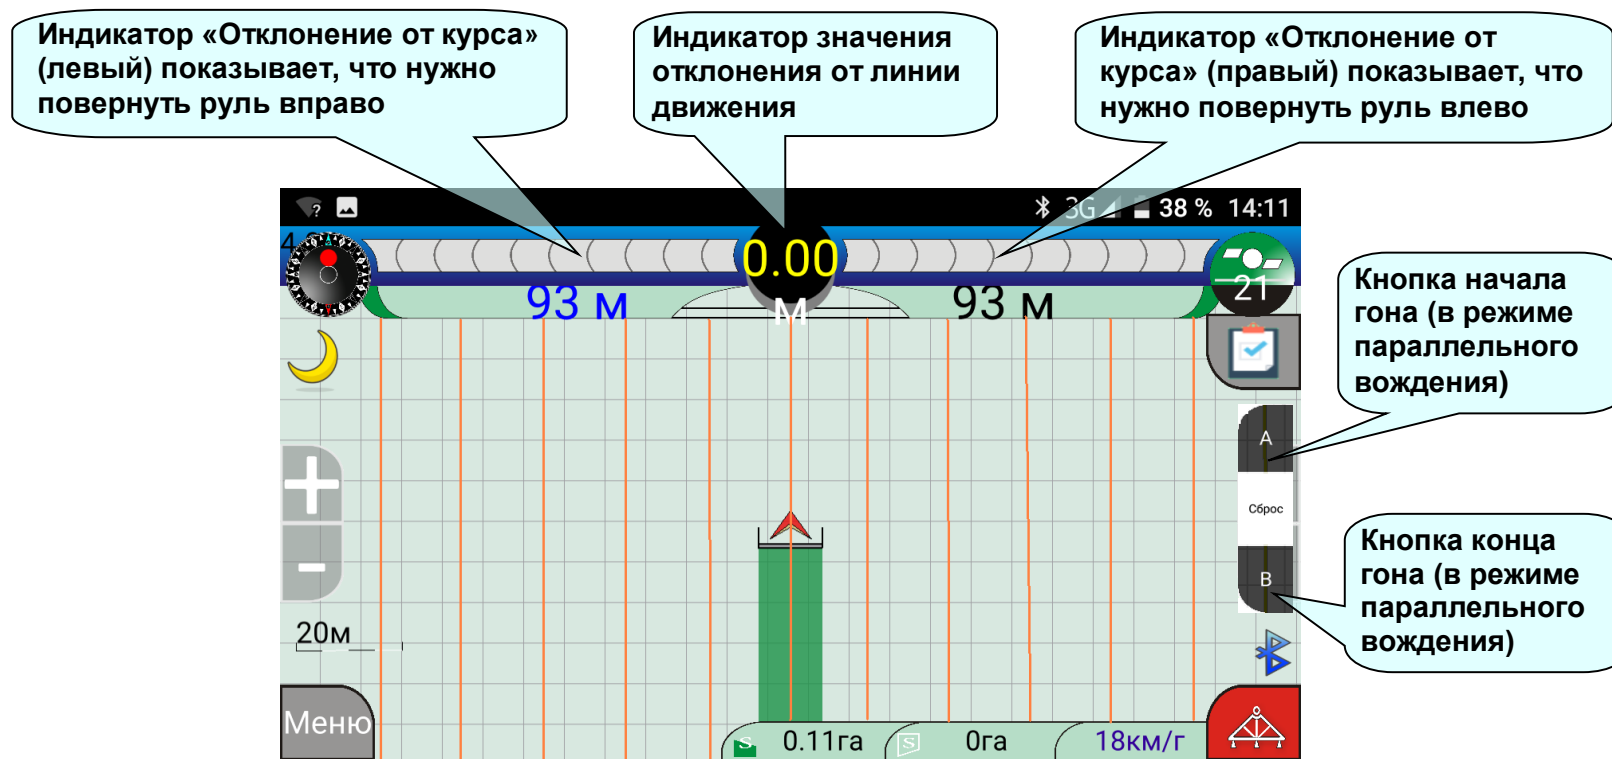 Индикатор «Отклонение от курса»
(левый) показывает, что нужно
повернуть руль вправо
Индикатор значения
отклонения от линии
движения
Индикатор «Отклонение от
курса» (правый) показывает, что
нужно повернуть руль влево
3G 38 % 14:11
0.00
м
21
93 м
93 м
Кнопка начала
гона (в режиме
параллельного
вождения)
A
Сброс
B
Кнопка конца
гона (в режиме
параллельного
вождения)
20м
Меню
S 0.11га
S 0га
18км/г